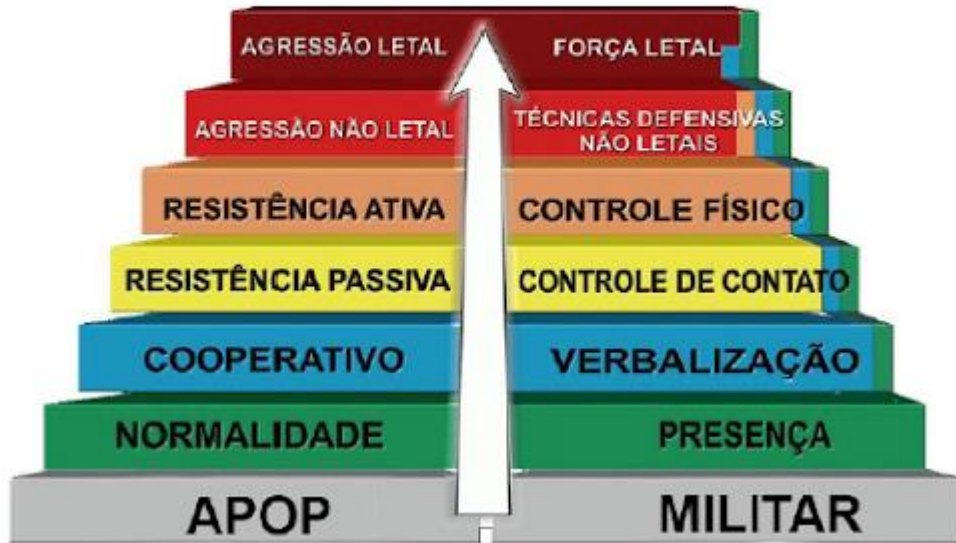 AGRESSÃO LETAL
FORÇA LETAL
AGRESSÃO NÃO LETAL
TÉCNICAS DEFENSIVAS
NÃO LETAIS
RESISTÊNCIA ATIVA
CONTROLE FÍSICO
RESISTÊNCIA PASSIVA
CONTROLE DE CONTATO
COOPERATIVO
VERBALIZAÇÃO
NORMALIDADE
PRESENÇA
APOP
MILITAR